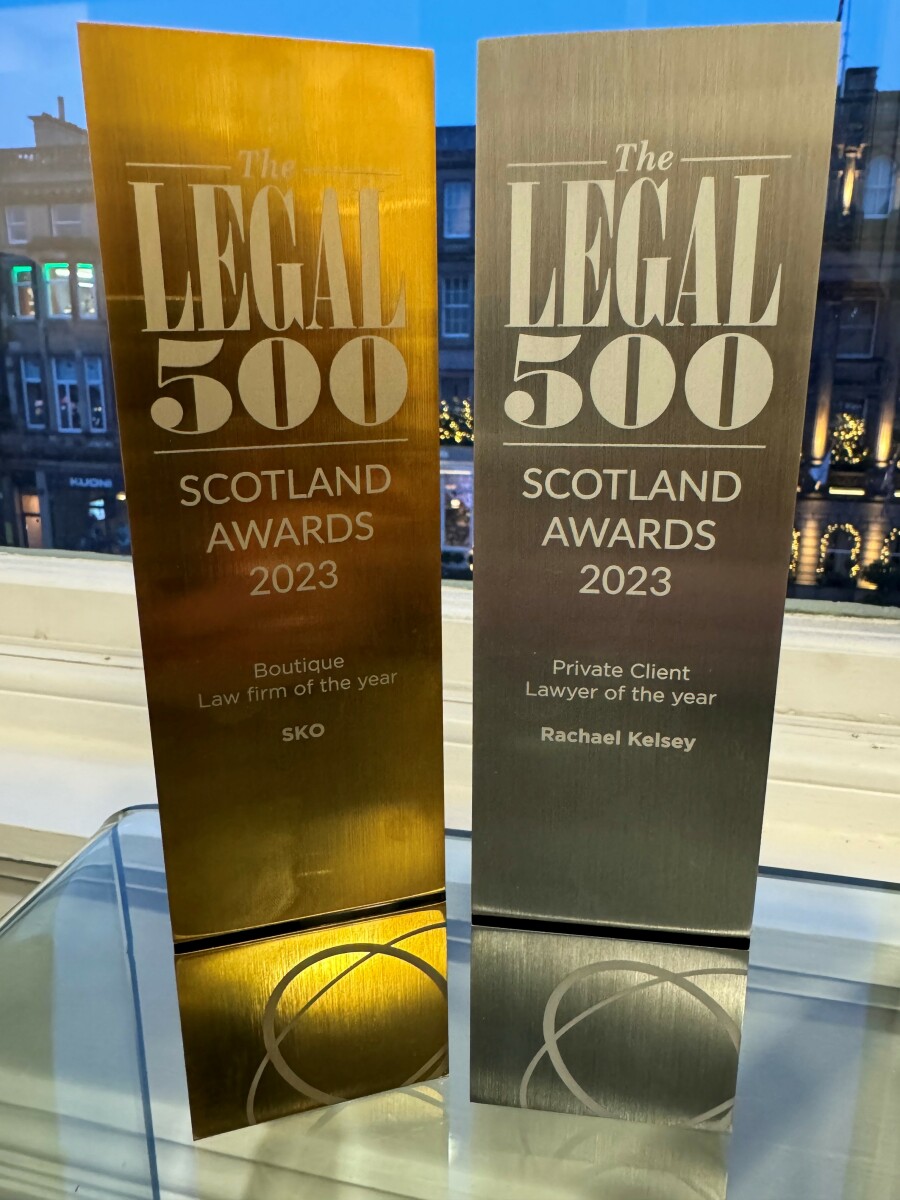 The
LEGAL
500
SCOTLAND
AWARDS
2023
Boutique
Law firm of the year
SKO
The
LEGAL
500
SCOTLAND
AWARDS
2023
Private Client
Lawyer of the year
Rachael Kelsey
KUONI